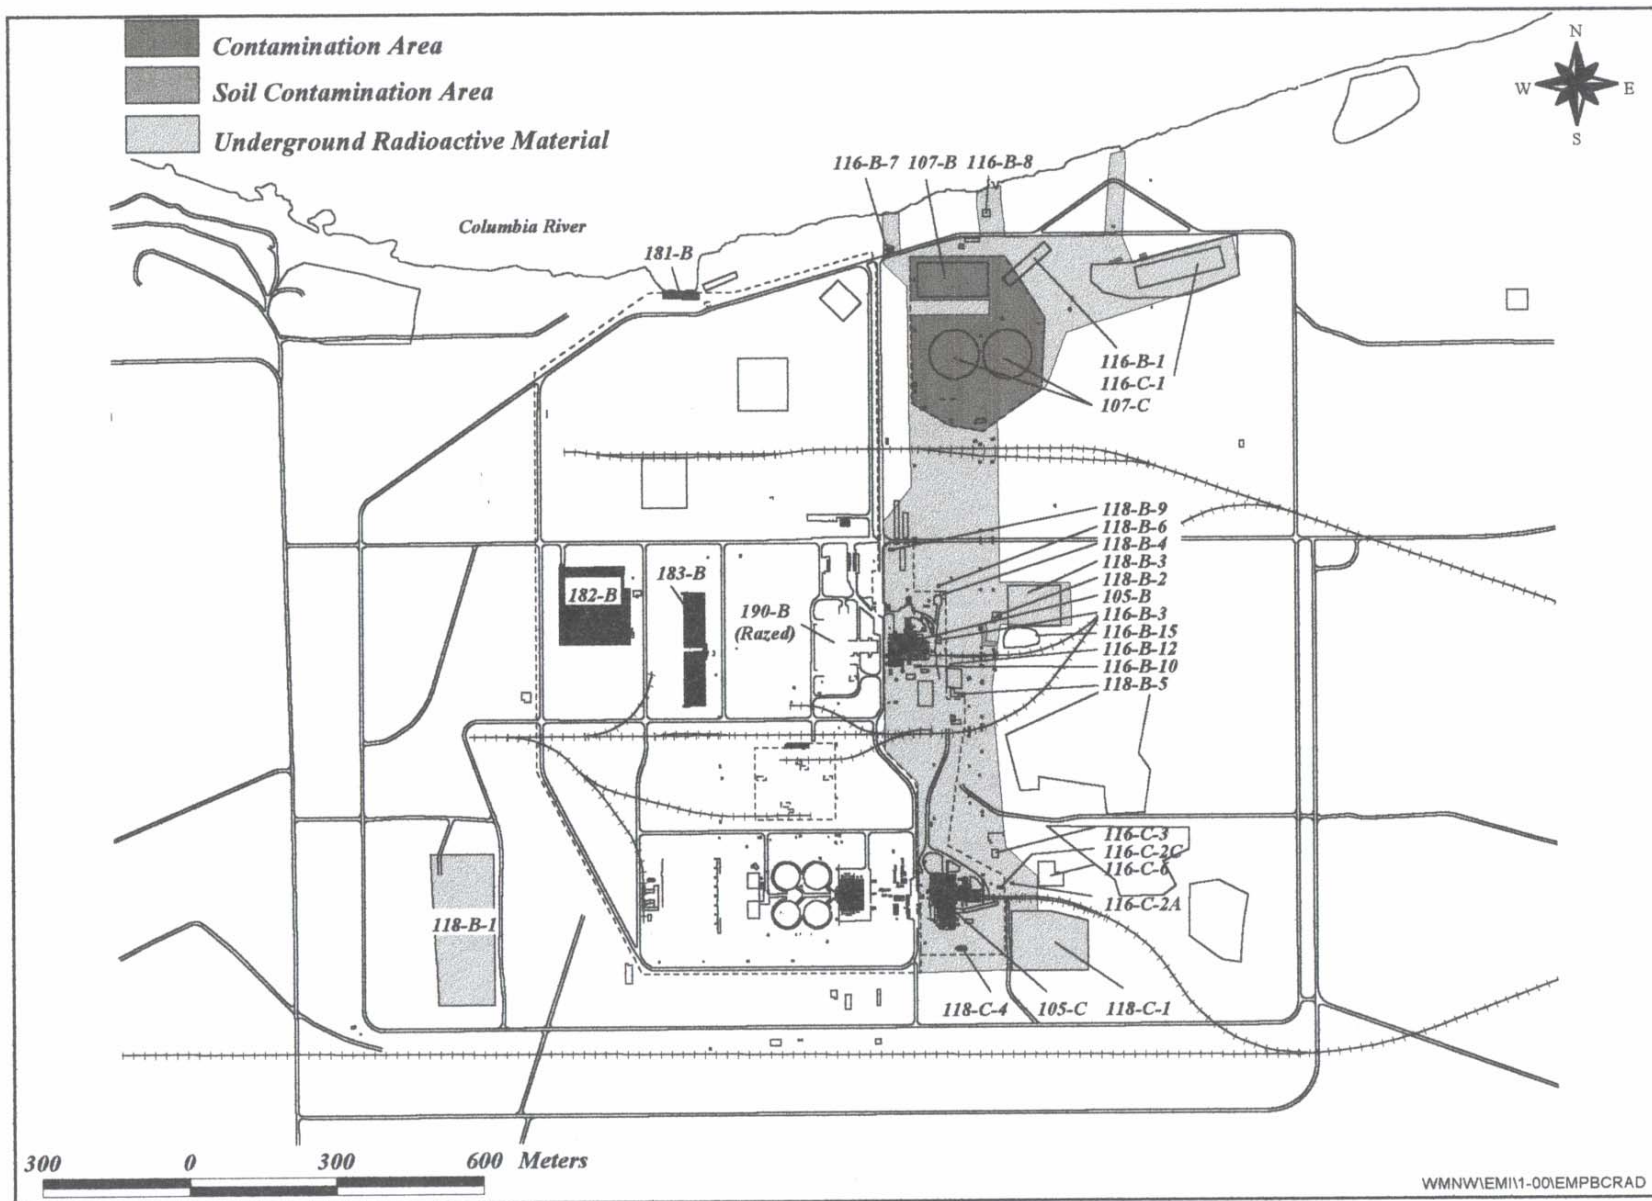 Contamination Area
Soil Contamination Area
Underground Radioactive Material
N
W E
S
116-B-7 107-B 116-B-8
Columbia River
181-B
116-B-1
116-C-1
107-C
118-B-9
118-B-6
118-B-4
118-B-3
118-B-2
105-B
116-B-3
116-B-15
116-B-12
116-B-10
118-B-5
182-B
183-B
190-B
(Razed)
116-C-3
116-C-2C
116-C-6
116-C-2A
118-B-1
118-C-4 105-C 118-C-1
300 0 300 600 Meters
WMNW\EMI\1-00\EMPBCRAD